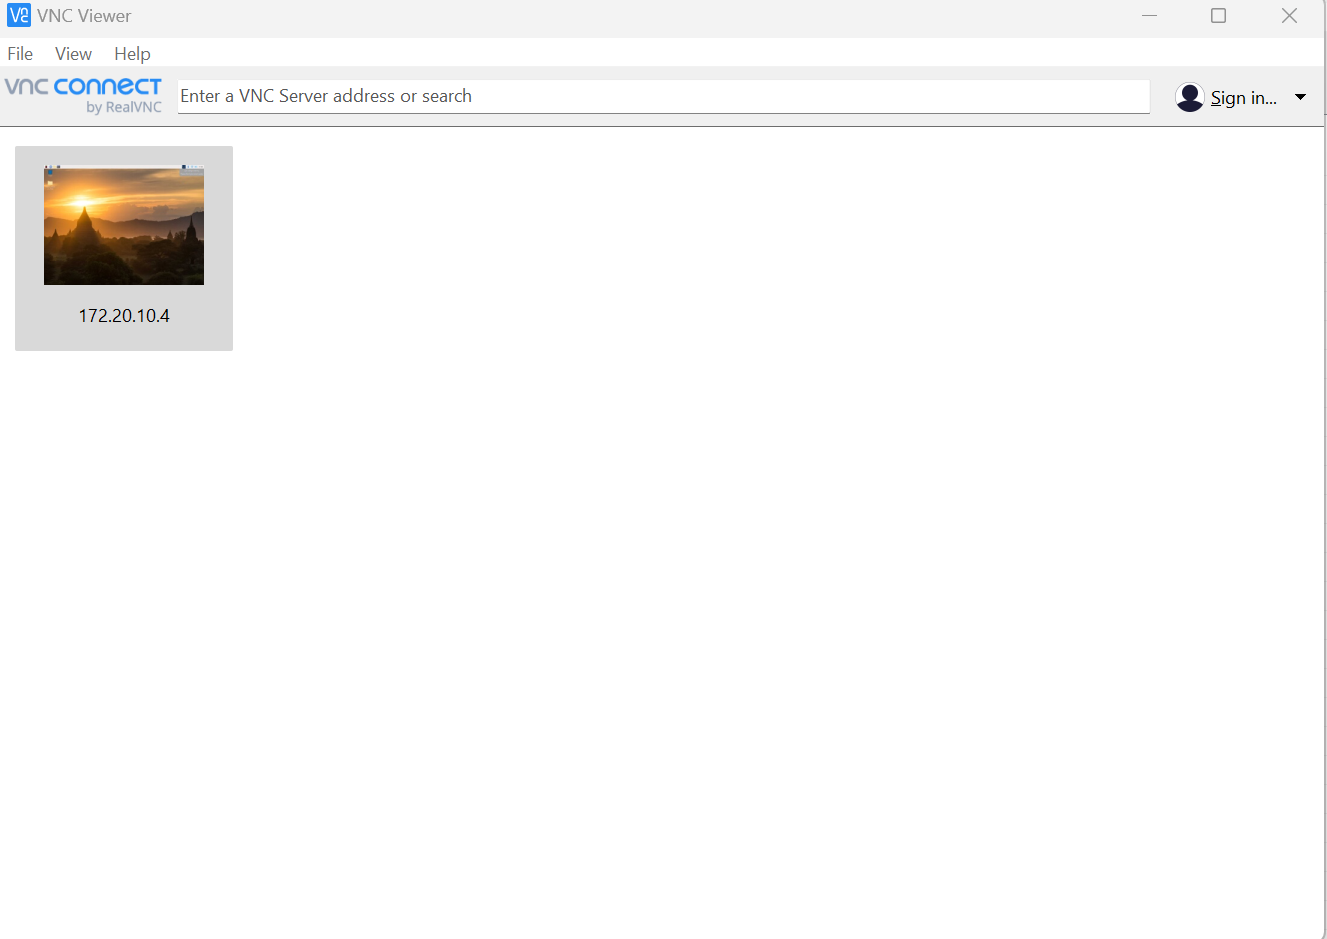 VNC Viewer
File View Help
vnc connect
by RealVNC
Enter a VNC Server address or search
Sign in...
172.20.10.4